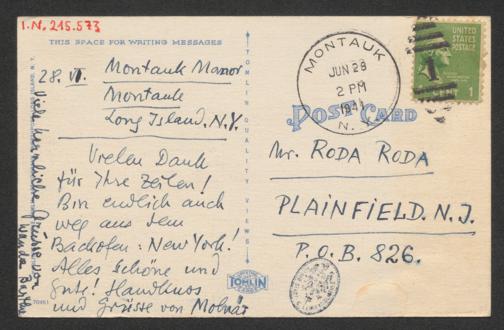 I.N. 215.573
THIS SPACE FOR WRITING MESSAGES
28. VI.
Montauk Manor
Montauk
Long Island. N.Y.
Vielen Dank
für Ihre Zeilen!
Bin endlich auch
weg aus dem
Backofen: New York!
Alles Schöne und
Gute! Handkuss
und Grüsse von Molnár
Viele herzliche Grüsse von
Wanda
TOMLIN
QUALITY VIEWS
TOMLIN
70451
MONTAUK
JUN 28
2 PM
1941
N.Y.
UNITED
STATES
POSTAGE
1
POST CARD
Mr. RODA RODA
PLAINFIELD. N.J.
P.O.B. 826.